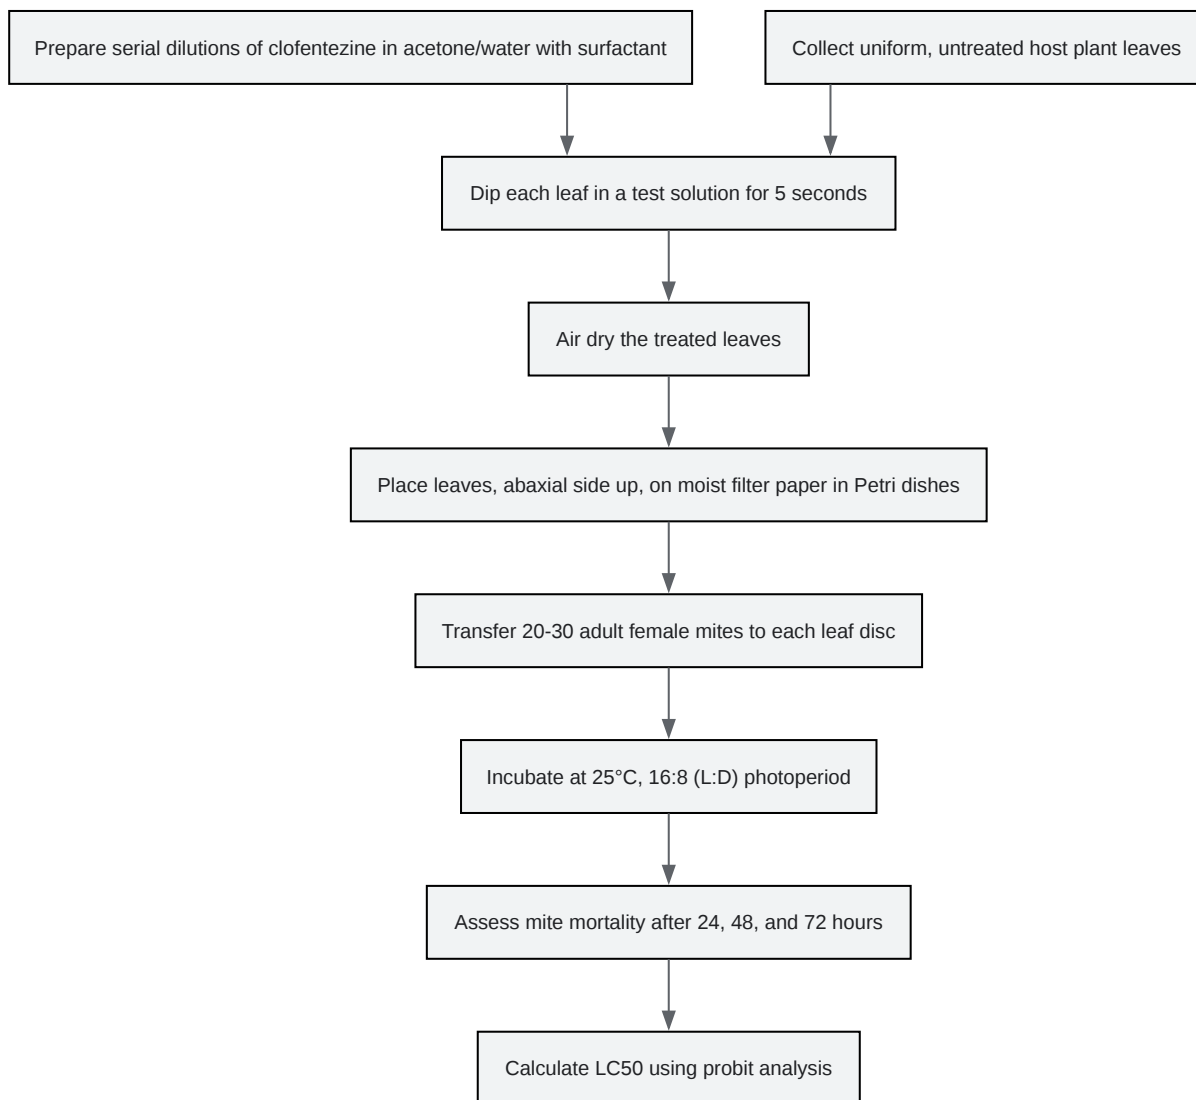 Prepare serial dilutions of clofentezine in acetone/water with surfactant
Collect uniform, untreated host plant leaves
Dip each leaf in a test solution for 5 seconds
Air dry the treated leaves
Place leaves, abaxial side up, on moist filter paper in Petri dishes
Transfer 20-30 adult female mites to each leaf disc
Incubate at 25°C, 16:8 (L:D) photoperiod
Assess mite mortality after 24, 48, and 72 hours
Calculate LC50 using probit analysis